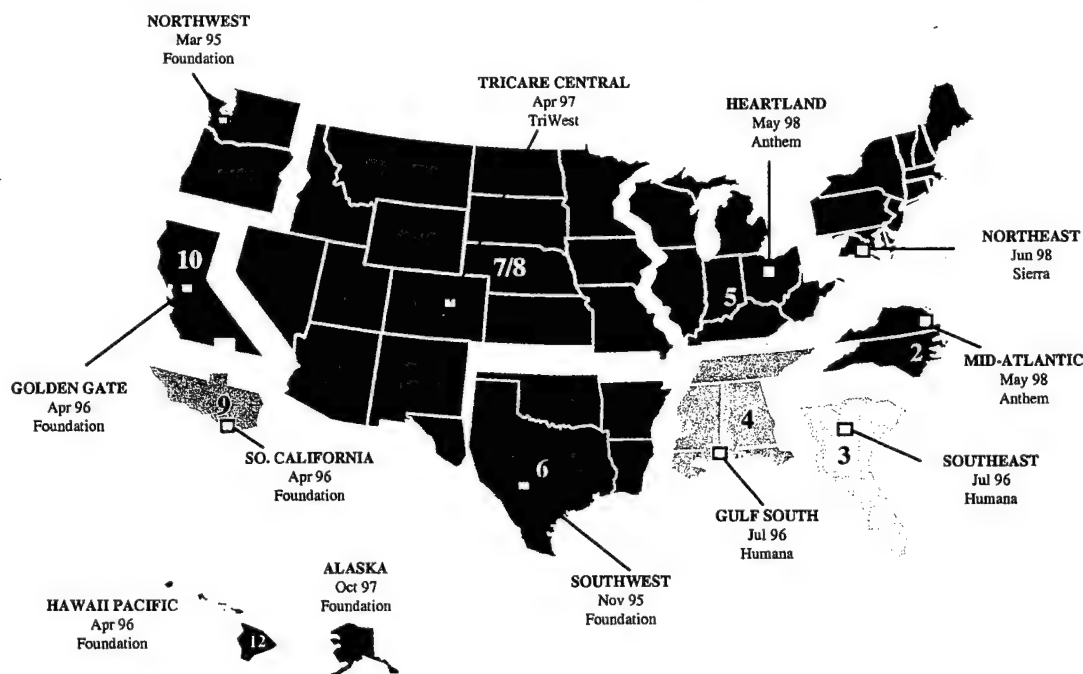 NORTHWEST
Mar 95
Foundation
TRICARE CENTRAL
Apr 97
TriWest
HEARTLAND
May 98
Anthem
NORTHEAST
Jun 98
Sierra
10
7/8
5
2
MID-ATLANTIC
May 98
Anthem
GOLDEN GATE
Apr 96
Foundation
9
SO. CALIFORNIA
Apr 96
Foundation
6
4
3
SOUTHEAST
Jul 96
Humana
GULF SOUTH
Jul 96
Humana
SOUTHWEST
Nov 95
Foundation
ALASKA
Oct 97
Foundation
HAWAII PACIFIC
Apr 96
Foundation
12